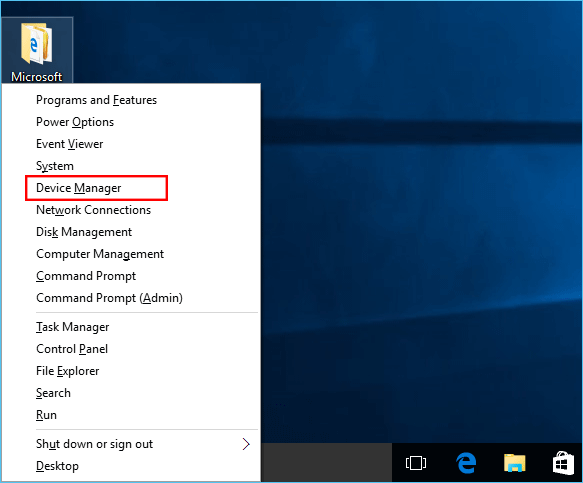 Microsoft
Programs and Features
Power Options
Event Viewer
System
Device Manager
Network Connections
Disk Management
Computer Management
Command Prompt
Command Prompt (Admin)
Task Manager
Control Panel
File Explorer
Search
Run
Shut down or sign out
Desktop